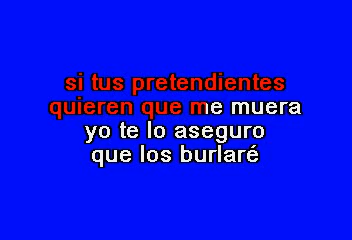 si tus pretendientes
quieren que me muera
yo te lo aseguro
que los burlaré